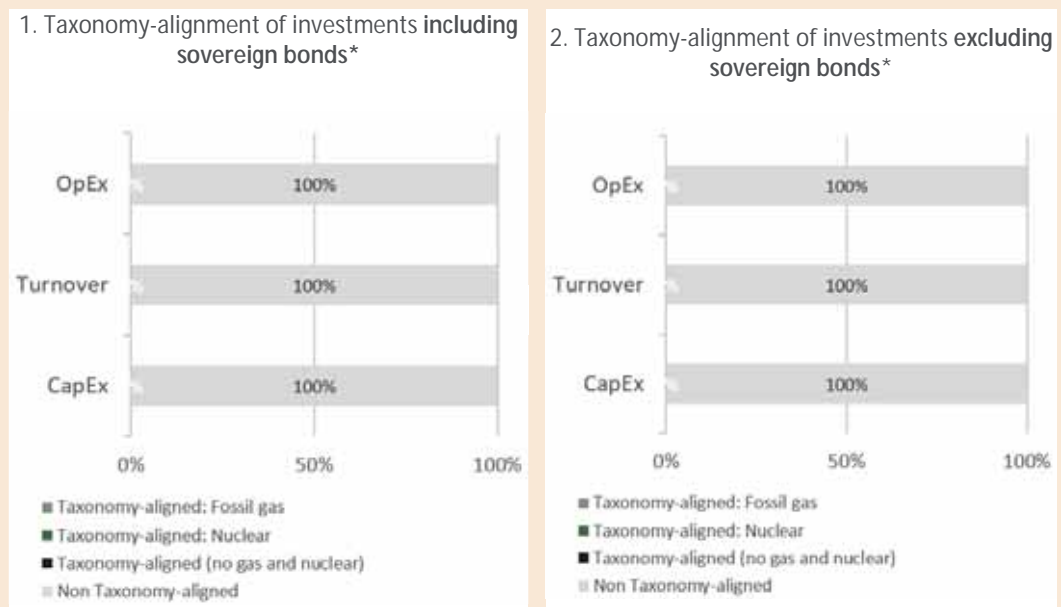 1. Taxonomy-alignment of investments including
sovereign bonds*
OpEx
100%
Turnover
100%
CapEx
100%
0%
50%
100%
■ Taxonomy-aligned: Fossil gas
■ Taxonomy-aligned: Nuclear
■ Taxonomy-aligned (no gas and nuclear)
■ Non Taxonomy-aligned
2. Taxonomy-alignment of investments excluding
sovereign bonds*
OpEx
100%
Turnover
100%
CapEx
100%
0%
50%
100%
■ Taxonomy-aligned: Fossil gas
■ Taxonomy-aligned: Nuclear
■ Taxonomy-aligned (no gas and nuclear)
■ Non Taxonomy-aligned